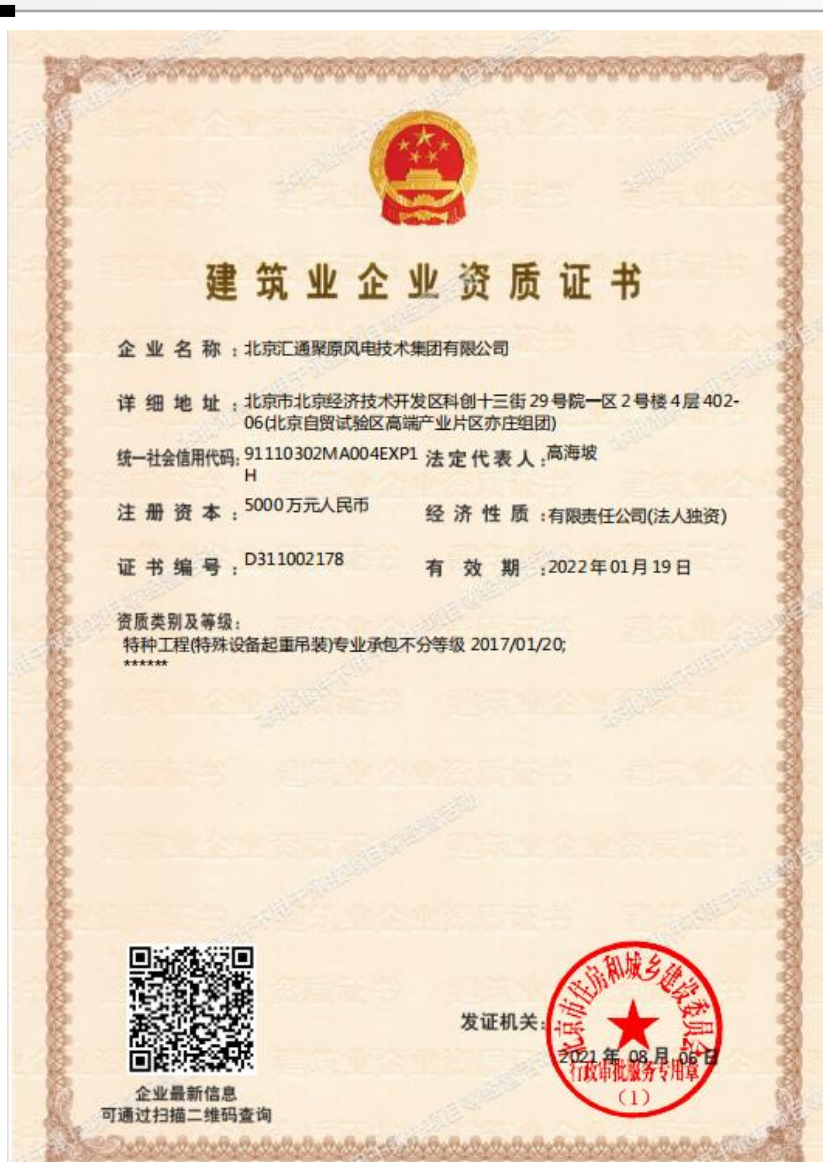 建筑业企业资质证书
企业名称：北京汇通聚原风电技术集团有限公司
详细地址：北京市北京经济技术开发区科创十三街29号院一区2号楼4层402-
06(北京自贸试验区高端产业片区亦庄组团)
统一社会信用代码：91110302MA004EXP1
H
法定代表人：高海坡
注册资本：5000万元人民币
经济性质：有限责任公司(法人独资)
证书编号：D311002178
有效期：2022年01月19日
资质类别及等级：
特种工程(特殊设备起重吊装)专业承包不分等级 2017/01/20;
******
发证机关：
北京市住房和城乡建设委员会
2021年08月06日
行政审批服务专用章
(1)
企业最新信息
可通过扫描二维码查询